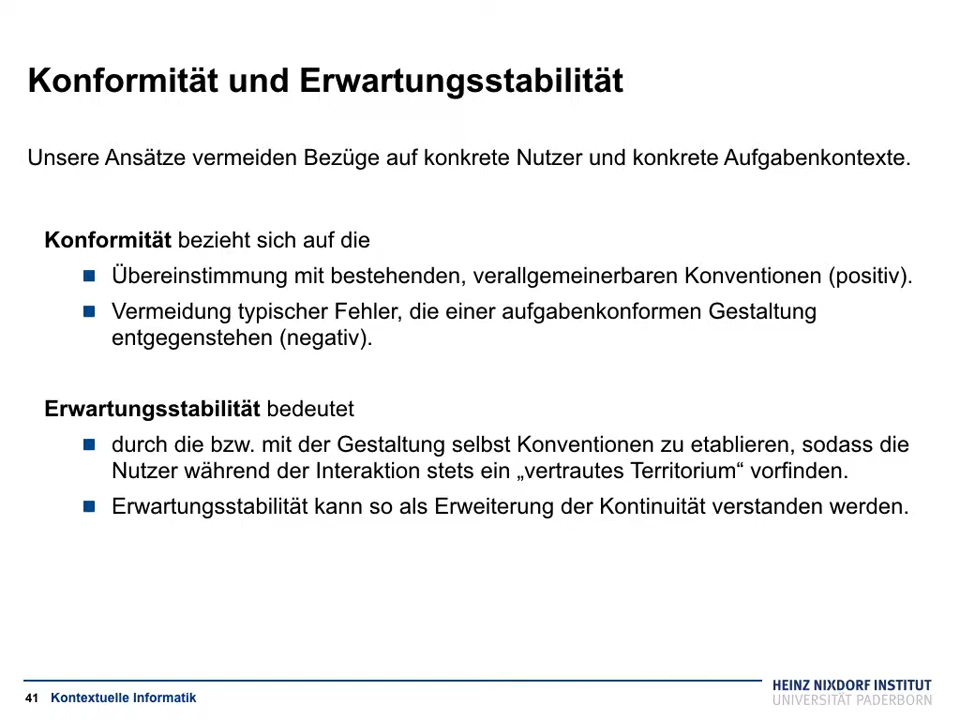 Konformität und Erwartungsstabilität
Unsere Ansätze vermeiden Bezüge auf konkrete Nutzer und konkrete Aufgabenkontexte.
Konformität bezieht sich auf die
Übereinstimmung mit bestehenden, verallgemeinerbaren Konventionen (positiv).
Vermeidung typischer Fehler, die einer aufgabenkonformen Gestaltung
entgegenstehen (negativ).
Erwartungsstabilität bedeutet
durch die bzw. mit der Gestaltung selbst Konventionen zu etablieren, sodass die
Nutzer während der Interaktion stets ein „vertrautes Territorium“ vorfinden.
Erwartungsstabilität kann so als Erweiterung der Kontinuität verstanden werden.
41 Kontextuelle Informatik
HEINZ NIXDORF INSTITUT
UNIVERSITÄT PADERBORN